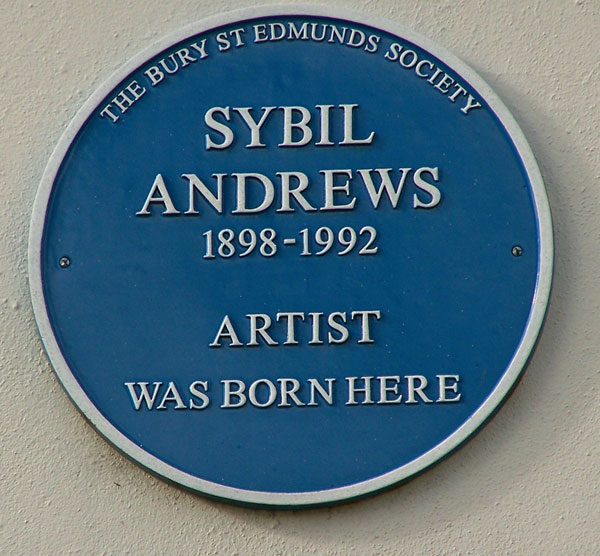 THE BURY ST EDMUNDS SOCIETY
SYBIL
ANDREWS
1898-1992
ARTIST
WAS BORN HERE